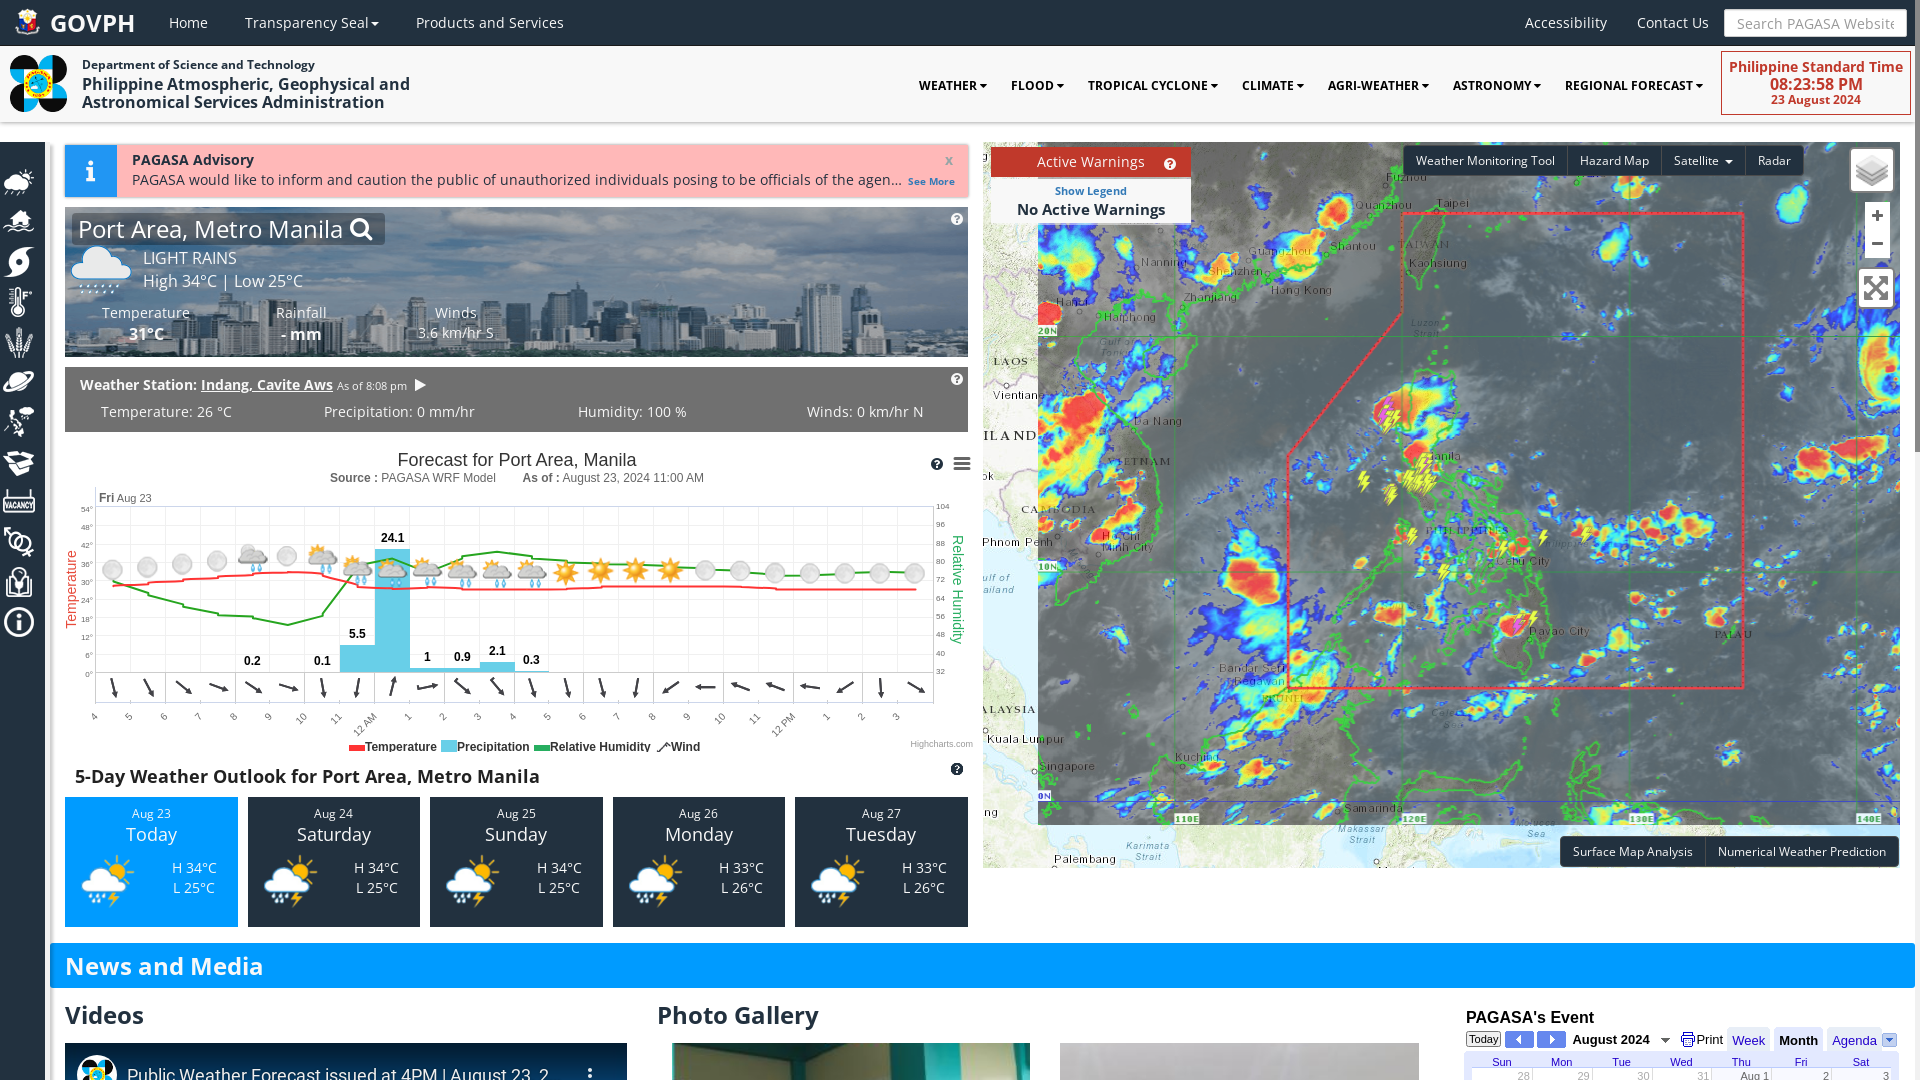 GOVPH
Home
Transparency Seal
Products and Services
Accessibility
Contact Us
Search PAGASA Website
Department of Science and Technology
Philippine Atmospheric, Geophysical and
Astronomical Services Administration
WEATHER
FLOOD
TROPICAL CYCLONE
CLIMATE
AGRI-WEATHER
ASTRONOMY
REGIONAL FORECAST
Philippine Standard Time
08:23:58 PM
23 August 2024
PAGASA Advisory
x
PAGASA would like to inform and caution the public of unauthorized individuals posing to be officials of the agen... See More
Port Area, Metro Manila
LIGHT RAINS
High 34°C | Low 25°C
Temperature
Rainfall
Winds
31°C
- mm
3.6 km/hr S
Weather Station: Indang, Cavite Aws As of 8:08 pm
Temperature: 26 °C
Precipitation: 0 mm/hr
Humidity: 100 %
Winds: 0 km/hr N
Forecast for Port Area, Manila
Source : PAGASA WRF Model As of : August 23, 2024 11:00 AM
Fri Aug 23
Temperature
54°
48°
42°
36°
30°
24°
18°
12°
6°
0°
0.2
0.1
5.5
24.1
1
0.9
2.1
0.3
104
96
88
80
72
64
56
48
40
32
Relative Humidity
4 5 6 7 8 9 10 11 12 AM 1 2 3 4 5 6 7 8 9 10 11 12 PM 1 2 3
Temperature Precipitation Relative Humidity Wind
Highcharts.com
5-Day Weather Outlook for Port Area, Metro Manila
Aug 23
Today
H 34°C
L 25°C
Aug 24
Saturday
H 34°C
L 25°C
Aug 25
Sunday
H 34°C
L 25°C
Aug 26
Monday
H 33°C
L 26°C
Aug 27
Tuesday
H 33°C
L 26°C
Active Warnings
Show Legend
No Active Warnings
Weather Monitoring Tool
Hazard Map
Satellite
Radar
+
−
Fuzhou
Taipei
Quanzhou
TAIWAN
Shantou
Guangzhou
Kaohsiung
Nanning
Shenzhen
Hong Kong
Zhanjiang
Hanoi
Haiphong
20N
Luzon
Strait
Gulf of
LAOS
Vientian
Da Nang
ILAND
VIETNAM
Manila
ok
CAMBODIA
PHILIPPINES
Phnom Penh
Ho Chi
Minh City
Cebu City
10N
ulf of
ailand
Davao City
PALAU
Bandar Seri
Begawan
BRUNEI
ALAYSIA
Kuala Lumpur
Kuching
Singapore
0N
Samarinda
ng
110E
120E
130E
140E
Makassar
Strait
Sea
Karimata
Strait
Palembang
Surface Map Analysis
Numerical Weather Prediction
News and Media
Videos
Photo Gallery
PAGASA's Event
Public Weather Forecast issued at 4PM | August 23, 2
Today
August 2024
Print
Week
Month
Agenda
Sun Mon Tue Wed Thu Fri Sat
28 29 30 31 Aug 1 2 3